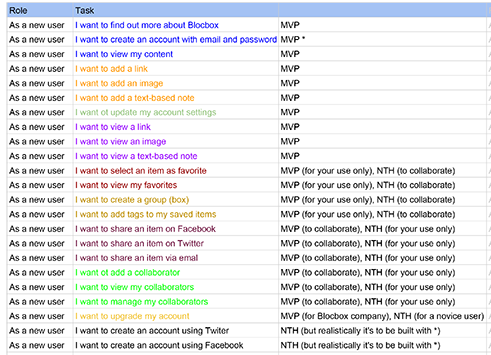 Role Task
As a new user I want to find out more about Blocbox MVP
As a new user I want to create an account with email and password MVP *
As a new user I want to view my content MVP
As a new user I want to add a link MVP
As a new user I want to add an image MVP
As a new user I want to add a text-based note MVP
As a new user I want ot update my account settings MVP
As a new user I want to view a link MVP
As a new user I want to view an image MVP
As a new user I want to view a text-based note MVP
As a new user I want to select an item as favorite MVP (for your use only), NTH (to collaborate)
As a new user I want to view my favorites MVP (for your use only), NTH (to collaborate)
As a new user I want to create a group (box) MVP (for your use only), NTH (to collaborate)
As a new user I want to add tags to my saved items MVP (for your use only), NTH (to collaborate)
As a new user I want to share an item on Facebook MVP (to collaborate), NTH (for your use only)
As a new user I want to share an item on Twitter MVP (to collaborate), NTH (for your use only)
As a new user I want to share an item via emal MVP (to collaborate), NTH (for your use only)
As a new user I want ot add a collaborator MVP (to collaborate), NTH (for your use only)
As a new user I want to view my collaborators MVP (to collaborate), NTH (for your use only)
As a new user I want to manage my collaborators MVP (to collaborate), NTH (for your use only)
As a new user I want to upgrade my account MVP (for Blocbox company), NTH (for a novice user)
As a new user I want to create an account using Twiter NTH (but realistically it's to be built with *)
As a new user I want to create an account using Facebook NTH (but realistically it's to be built with *)